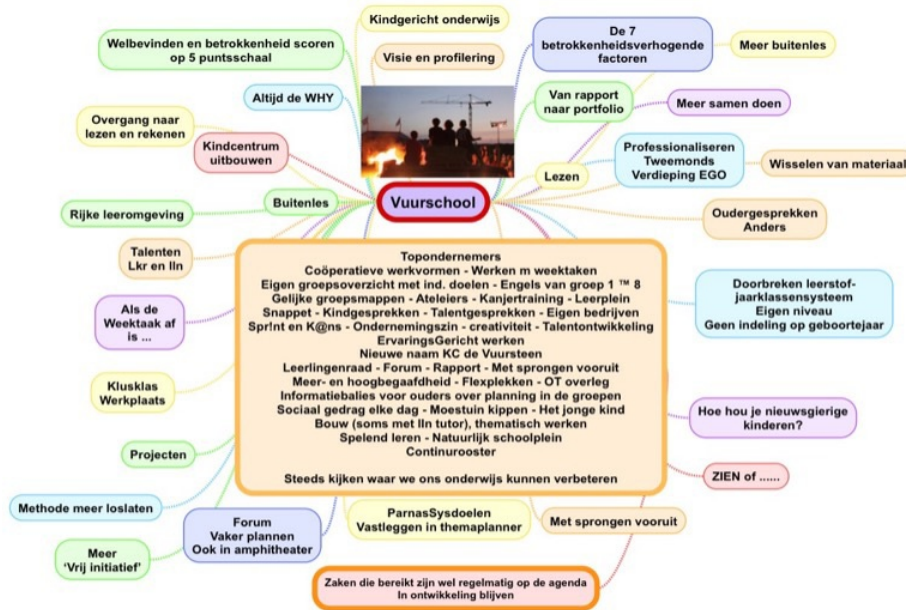 Kindgericht onderwijs
Welbevinden en betrokkenheid scoren
op 5 puntsschaal
Visie en profilering
De 7
betrokkenheidsverhogende
factoren
Meer buitenles
Altijd de WHY
Van rapport
naar portfolio
Meer samen doen
Overgang naar
lezen en rekenen
Kindcentrum
uitbouwen
Lezen
Professionaliseren
Tweemonds
Verdieping EGO
Wisselen van materiaal
Rijke leeromgeving
Buitenles
Vuurschool
Oudergesprekken
Anders
Talenten
Lkr en lln
Topondernemers
Coöperatieve werkvormen - Werken m weektaken
Eigen groepsoverzicht met ind. doelen - Engels van groep 1 ™ 8
Gelijke groepsmappen - Ateleiers - Kanjertraining - Leerplein
Snappet - Kindgesprekken - Talentgesprekken - Eigen bedrijven
Spr!nt en K@ns - Ondernemingszin - creativiteit - Talentontwikkeling
ErvaringsGericht werken
Nieuwe naam KC de Vuursteen
Leerlingenraad - Forum - Rapport - Met sprongen vooruit
Meer- en hoogbegaafdheid - Flexplekken - OT overleg
Informatiebalies voor ouders over planning in de groepen
Sociaal gedrag elke dag - Moestuin kippen - Het jonge kind
Bouw (soms met lln tutor), thematisch werken
Spelend leren - Natuurlijk schoolplein
Continurooster
Steeds kijken waar we ons onderwijs kunnen verbeteren
Doorbreken leerstof-
jaarklassensysteem
Eigen niveau
Geen indeling op geboortejaar
Als de
Weektaak af
is ...
Klusklas
Werkplaats
Hoe hou je nieuwsgierige
kinderen?
Projecten
ZIEN of ......
Methode meer loslaten
Forum
Vaker plannen
Ook in amphitheater
ParnasSysdoelen
Vastleggen in themaplanner
Met sprongen vooruit
Meer
‘Vrij initiatief’
Zaken die bereikt zijn wel regelmatig op de agenda
In ontwikkeling blijven